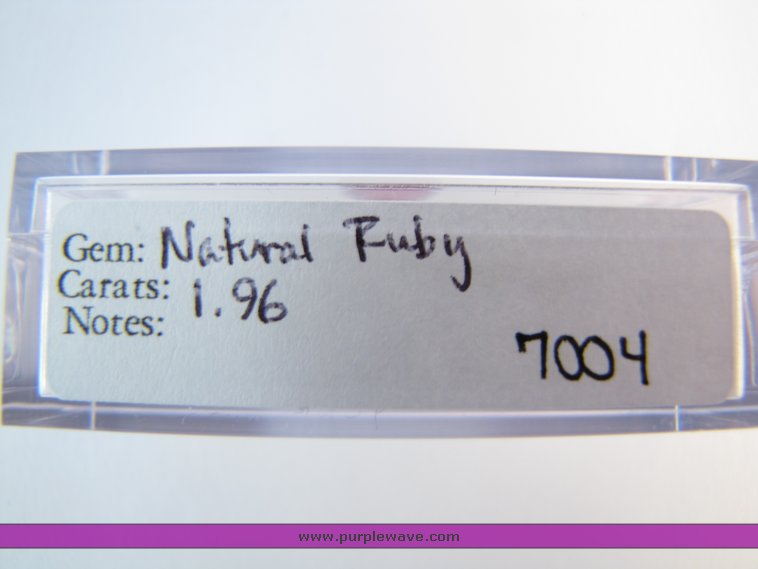 Gem: Natural Ruby
Carats: 1.96
Notes:
7004
www.purplewave.com